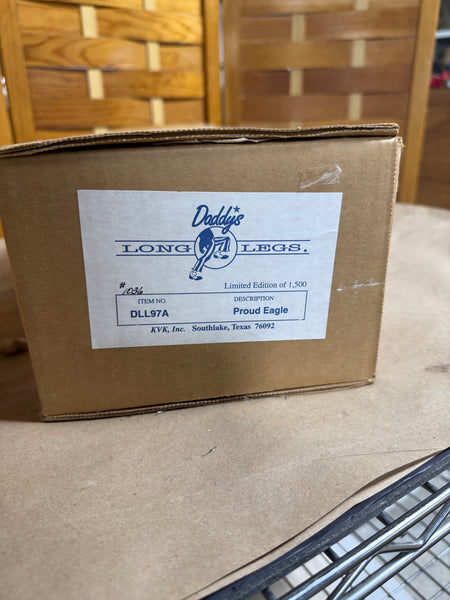 Daddy's
LONG LEGS.
#1036
Limited Edition of 1,500
ITEM NO. DESCRIPTION
DLL97A Proud Eagle
KVK, Inc. Southlake, Texas 76092